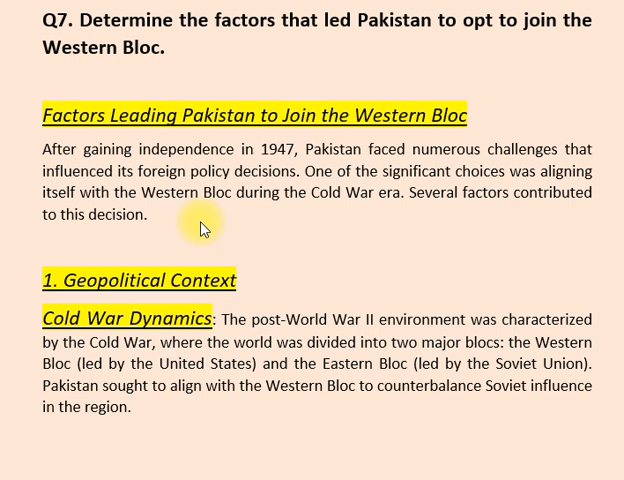 Q7. Determine the factors that led Pakistan to opt to join the
Western Bloc.
Factors Leading Pakistan to Join the Western Bloc
After gaining independence in 1947, Pakistan faced numerous challenges that
influenced its foreign policy decisions. One of the significant choices was aligning
itself with the Western Bloc during the Cold War era. Several factors contributed
to this decision.
1. Geopolitical Context
Cold War Dynamics: The post-World War II environment was characterized
by the Cold War, where the world was divided into two major blocs: the Western
Bloc (led by the United States) and the Eastern Bloc (led by the Soviet Union).
Pakistan sought to align with the Western Bloc to counterbalance Soviet influence
in the region.